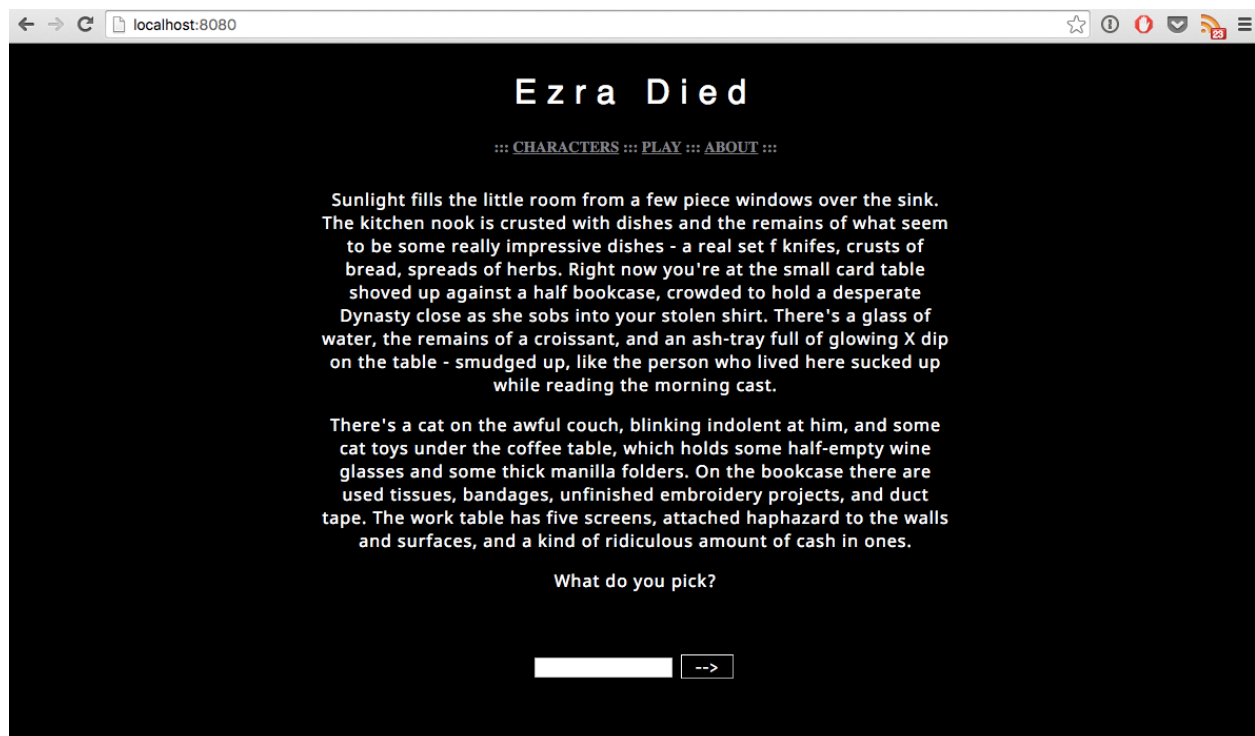 localhost:8080
23
Ezra Died
::: CHARACTERS ::: PLAY ::: ABOUT :::
Sunlight fills the little room from a few piece windows over the sink.
The kitchen nook is crusted with dishes and the remains of what seem
to be some really impressive dishes - a real set f knifes, crusts of
bread, spreads of herbs. Right now you're at the small card table
shoved up against a half bookcase, crowded to hold a desperate
Dynasty close as she sobs into your stolen shirt. There's a glass of
water, the remains of a croissant, and an ash-tray full of glowing X dip
on the table - smudged up, like the person who lived here sucked up
while reading the morning cast.
There's a cat on the awful couch, blinking indolent at him, and some
cat toys under the coffee table, which holds some half-empty wine
glasses and some thick manilla folders. On the bookcase there are
used tissues, bandages, unfinished embroidery projects, and duct
tape. The work table has five screens, attached haphazard to the walls
and surfaces, and a kind of ridiculous amount of cash in ones.
What do you pick?
-->